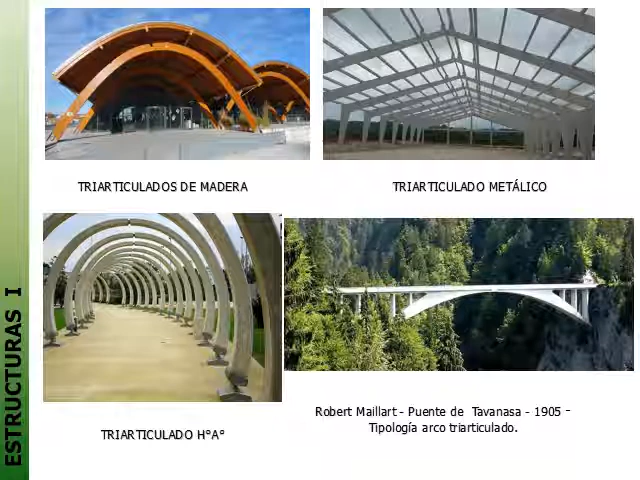 ESTRUCTURAS I
TRIARTICULADOS DE MADERA
TRIARTICULADO METÁLICO
TRIARTICULADO H°A°
Robert Maillart - Puente de Tavanasa - 1905 -
Tipología arco triarticulado.